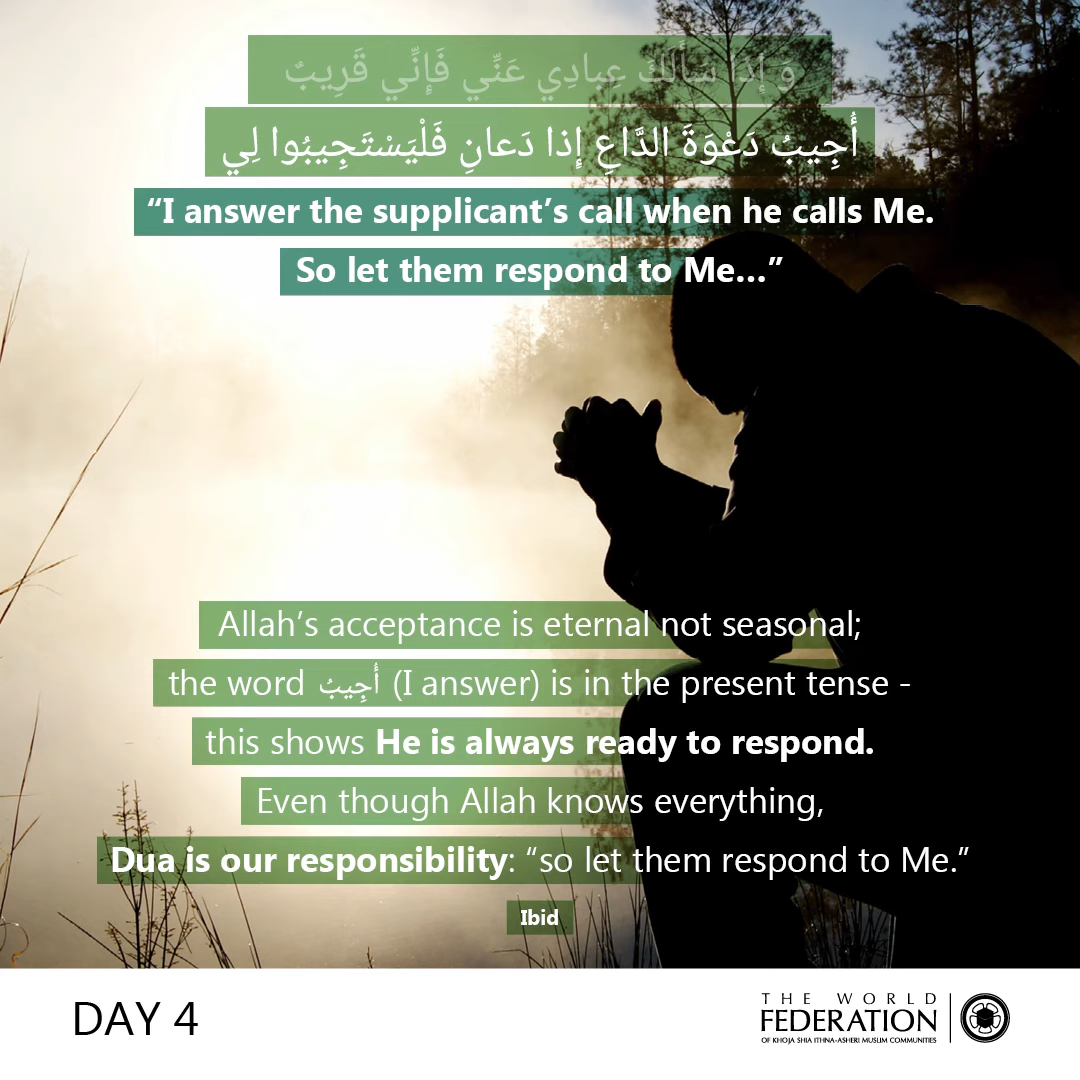 وَ إِذا سَأَلَكَ عِبادِي عَنِّي فَإِنِّي قَرِيبٌ
أُجِيبُ دَعْوَةَ الدَّاعِ إِذا دَعانِ فَلْيَسْتَجِيبُوا لِي
“I answer the supplicant’s call when he calls Me.
So let them respond to Me...”
Allah’s acceptance is eternal not seasonal;
the word أُجِيبُ (I answer) is in the present tense -
this shows He is always ready to respond.
Even though Allah knows everything,
Dua is our responsibility: “so let them respond to Me.”
Ibid
DAY 4
THE WORLD
FEDERATION
OF KHOJA SHIA ITHNA-ASHERI MUSLIM COMMUNITIES